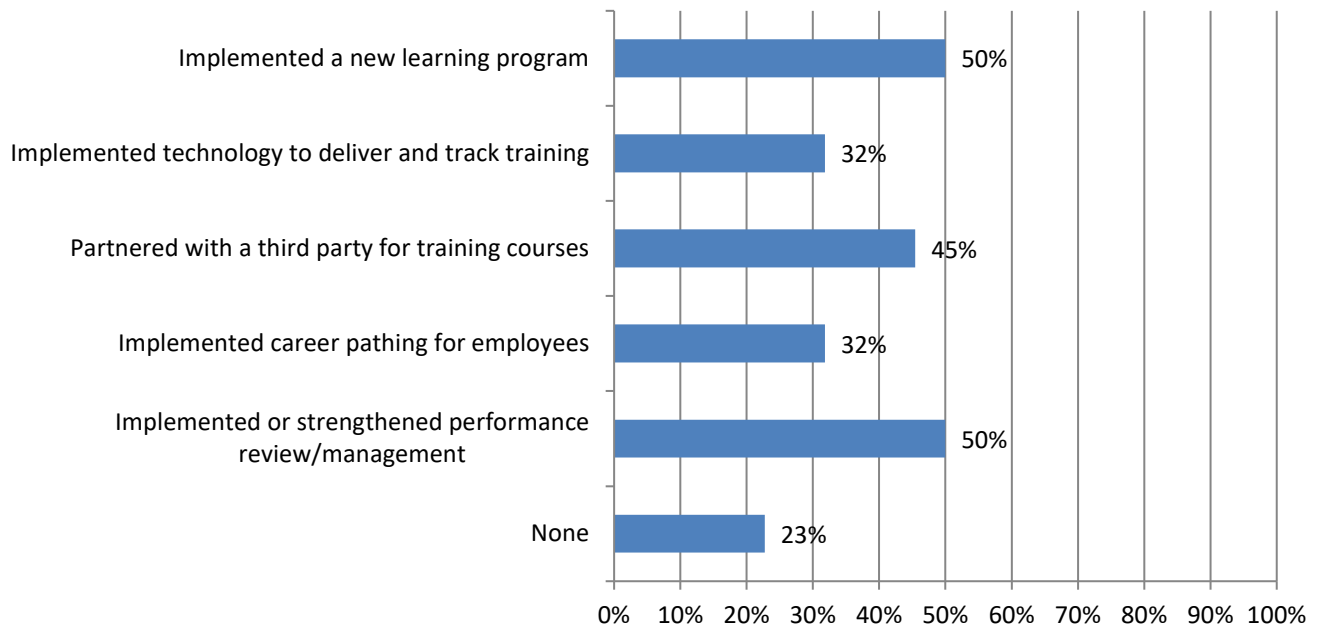 Implemented a new learning program
50%
Implemented technology to deliver and track training
32%
Partnered with a third party for training courses
45%
Implemented career pathing for employees
32%
Implemented or strengthened performance
review/management
50%
None
23%
0% 10% 20% 30% 40% 50% 60% 70% 80% 90% 100%